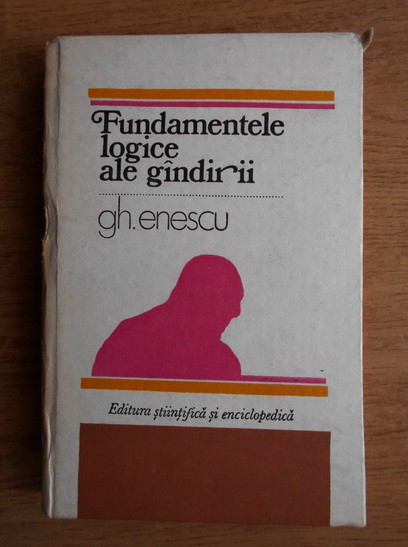 Fundamentele
logice
ale gîndirii
gh. enescu
Editura științifică și enciclopedică